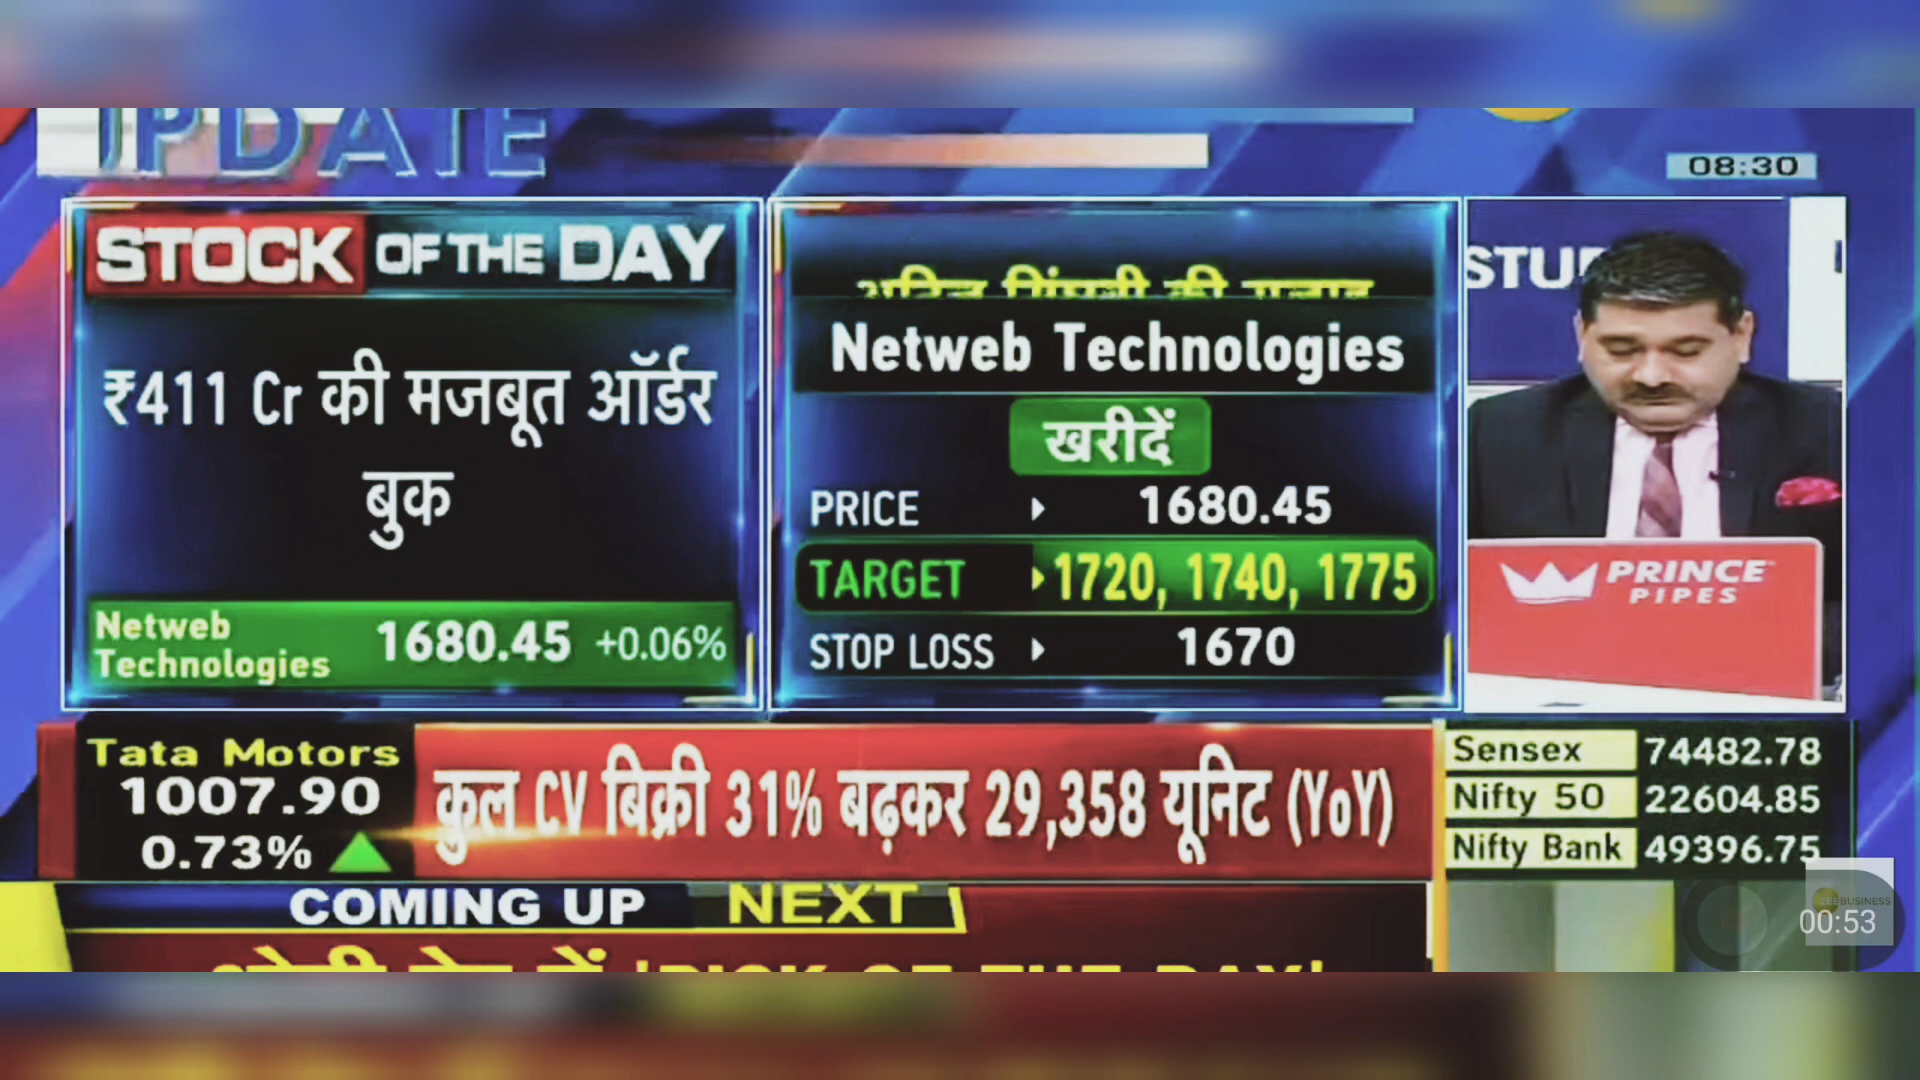 UPDATE
08:30
STOCK OF THE DAY
₹411 Cr की मजबूत ऑर्डर
बुक
Netweb
Technologies
1680.45 +0.06%
Netweb Technologies
खरीदें
PRICE 1680.45
TARGET 1720, 1740, 1775
STOP LOSS 1670
PRINCE
PIPES
Tata Motors
1007.90
0.73%
कुल CV बिक्री 31% बढ़कर 29,358 यूनिट (YoY)
Sensex 74482.78
Nifty 50 22604.85
Nifty Bank 49396.75
COMING UP NEXT
ZEEBUSINESS
00:53